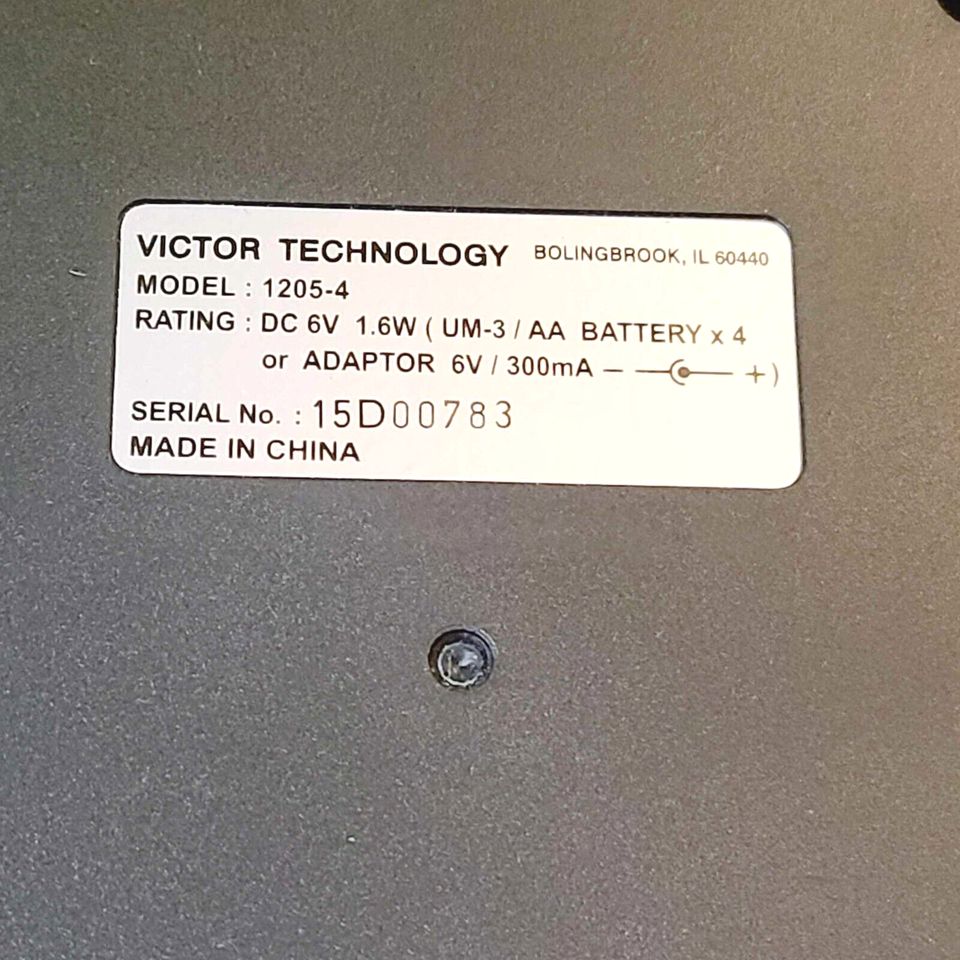 VICTOR TECHNOLOGY BOLINGBROOK, IL 60440
MODEL : 1205-4
RATING : DC 6V 1.6W ( UM-3 / AA BATTERY x 4
or ADAPTOR 6V / 300mA − +)
SERIAL No. : 15D00783
MADE IN CHINA